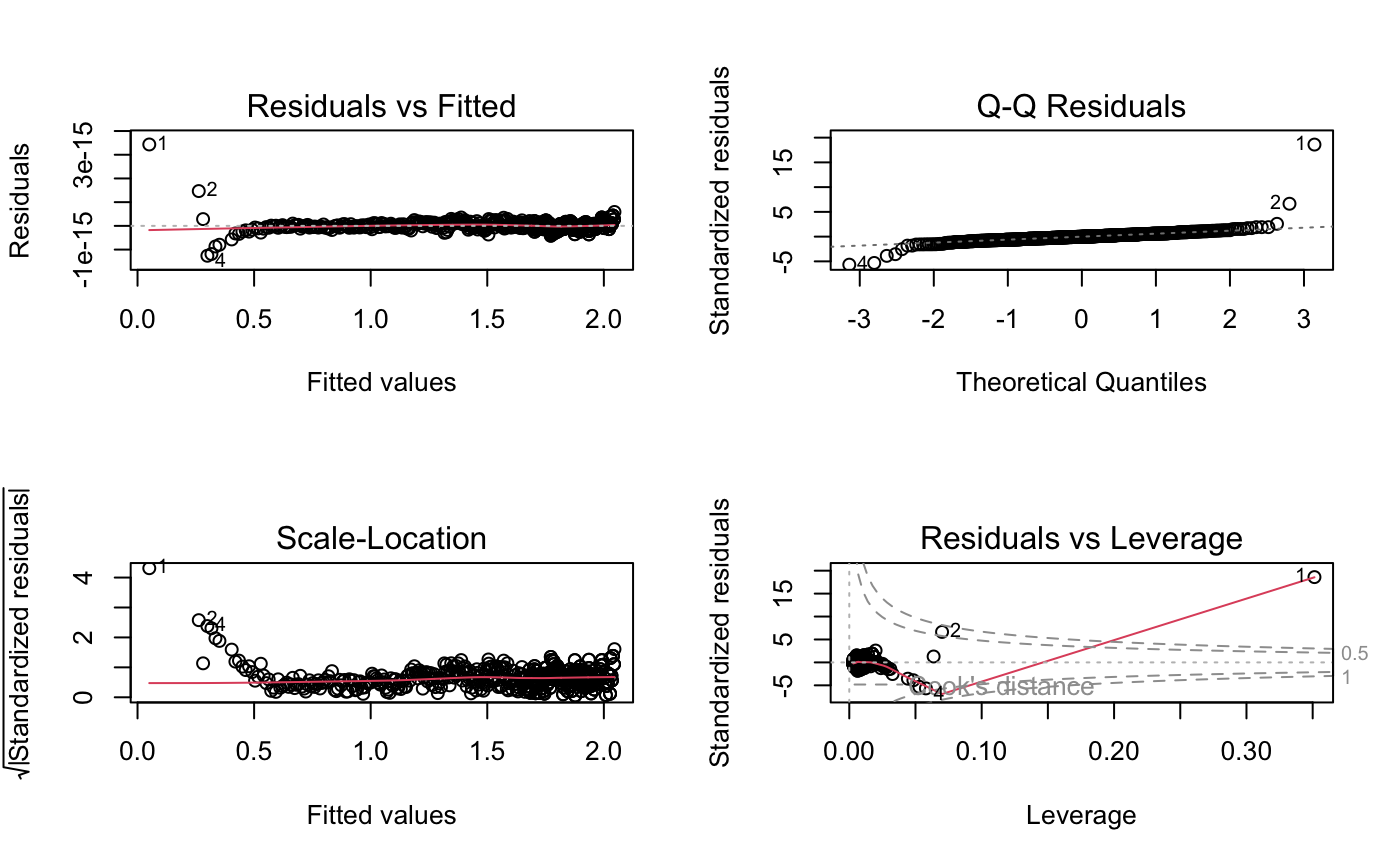 Residuals vs Fitted
Residuals
-1e-15 3e-15
1
2
4
0.0 0.5 1.0 1.5 2.0
Fitted values
Q-Q Residuals
Standardized residuals
-5 5 15
1
2
4
-3 -2 -1 0 1 2 3
Theoretical Quantiles
Scale-Location
√|Standardized residuals|
0 2 4
1
2
4
0.0 0.5 1.0 1.5 2.0
Fitted values
Residuals vs Leverage
Standardized residuals
-5 5 15
1
2
4
Cook's distance
0.5
1
0.00 0.10 0.20 0.30
Leverage